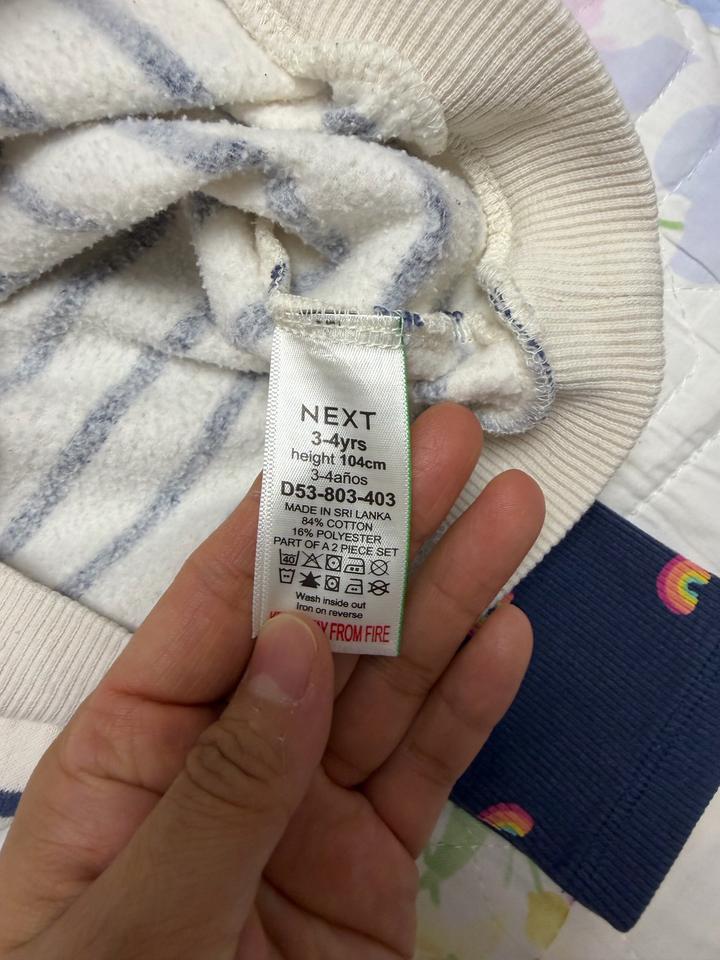 NEXT
3-4yrs
height 104cm
3-4años
D53-803-403
MADE IN SRI LANKA
84% COTTON
16% POLYESTER
PART OF A 2 PIECE SET
40
Wash inside out
Iron on reverse
FROM FIRE